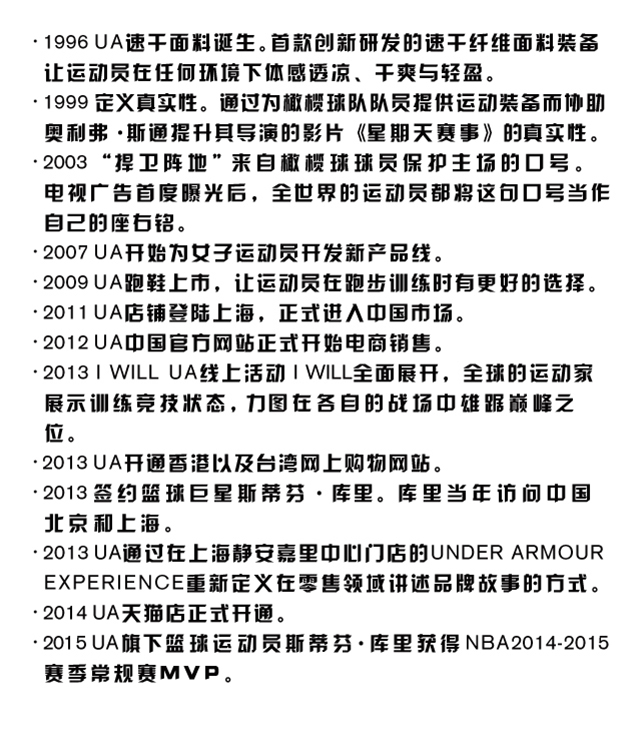 · 1996 UA速干面料诞生。首款创新研发的速干纤维面料装备
让运动员在任何环境下体感透凉、干爽与轻盈。
· 1999 定义真实性。通过为橄榄球队队员提供运动装备而协助
奥利弗·斯通提升其导演的影片《星期天赛事》的真实性。
· 2003 “捍卫阵地”来自橄榄球球员保护主场的口号。
电视广告首度曝光后，全世界的运动员都将这句口号当作
自己的座右铭。
· 2007 UA开始为女子运动员开发新产品线。
· 2009 UA跑鞋上市，让运动员在跑步训练时有更好的选择。
· 2011 UA店铺登陆上海，正式进入中国市场。
· 2012 UA中国官方网站正式开始电商销售。
· 2013 I WILL UA线上活动 I WILL全面展开，全球的运动家
展示训练竞技状态，力图在各自的战场中雄踞巅峰之
位。
· 2013 UA开通香港以及台湾网上购物网站。
· 2013 签约篮球巨星斯蒂芬·库里。库里当年访问中国
北京和上海。
· 2013 UA通过在上海静安嘉里中心门店的UNDER ARMOUR
EXPERIENCE重新定义在零售领域讲述品牌故事的方式。
· 2014 UA天猫店正式开通。
· 2015 UA旗下篮球运动员斯蒂芬·库里获得 NBA2014-2015
赛季常规赛MVP。